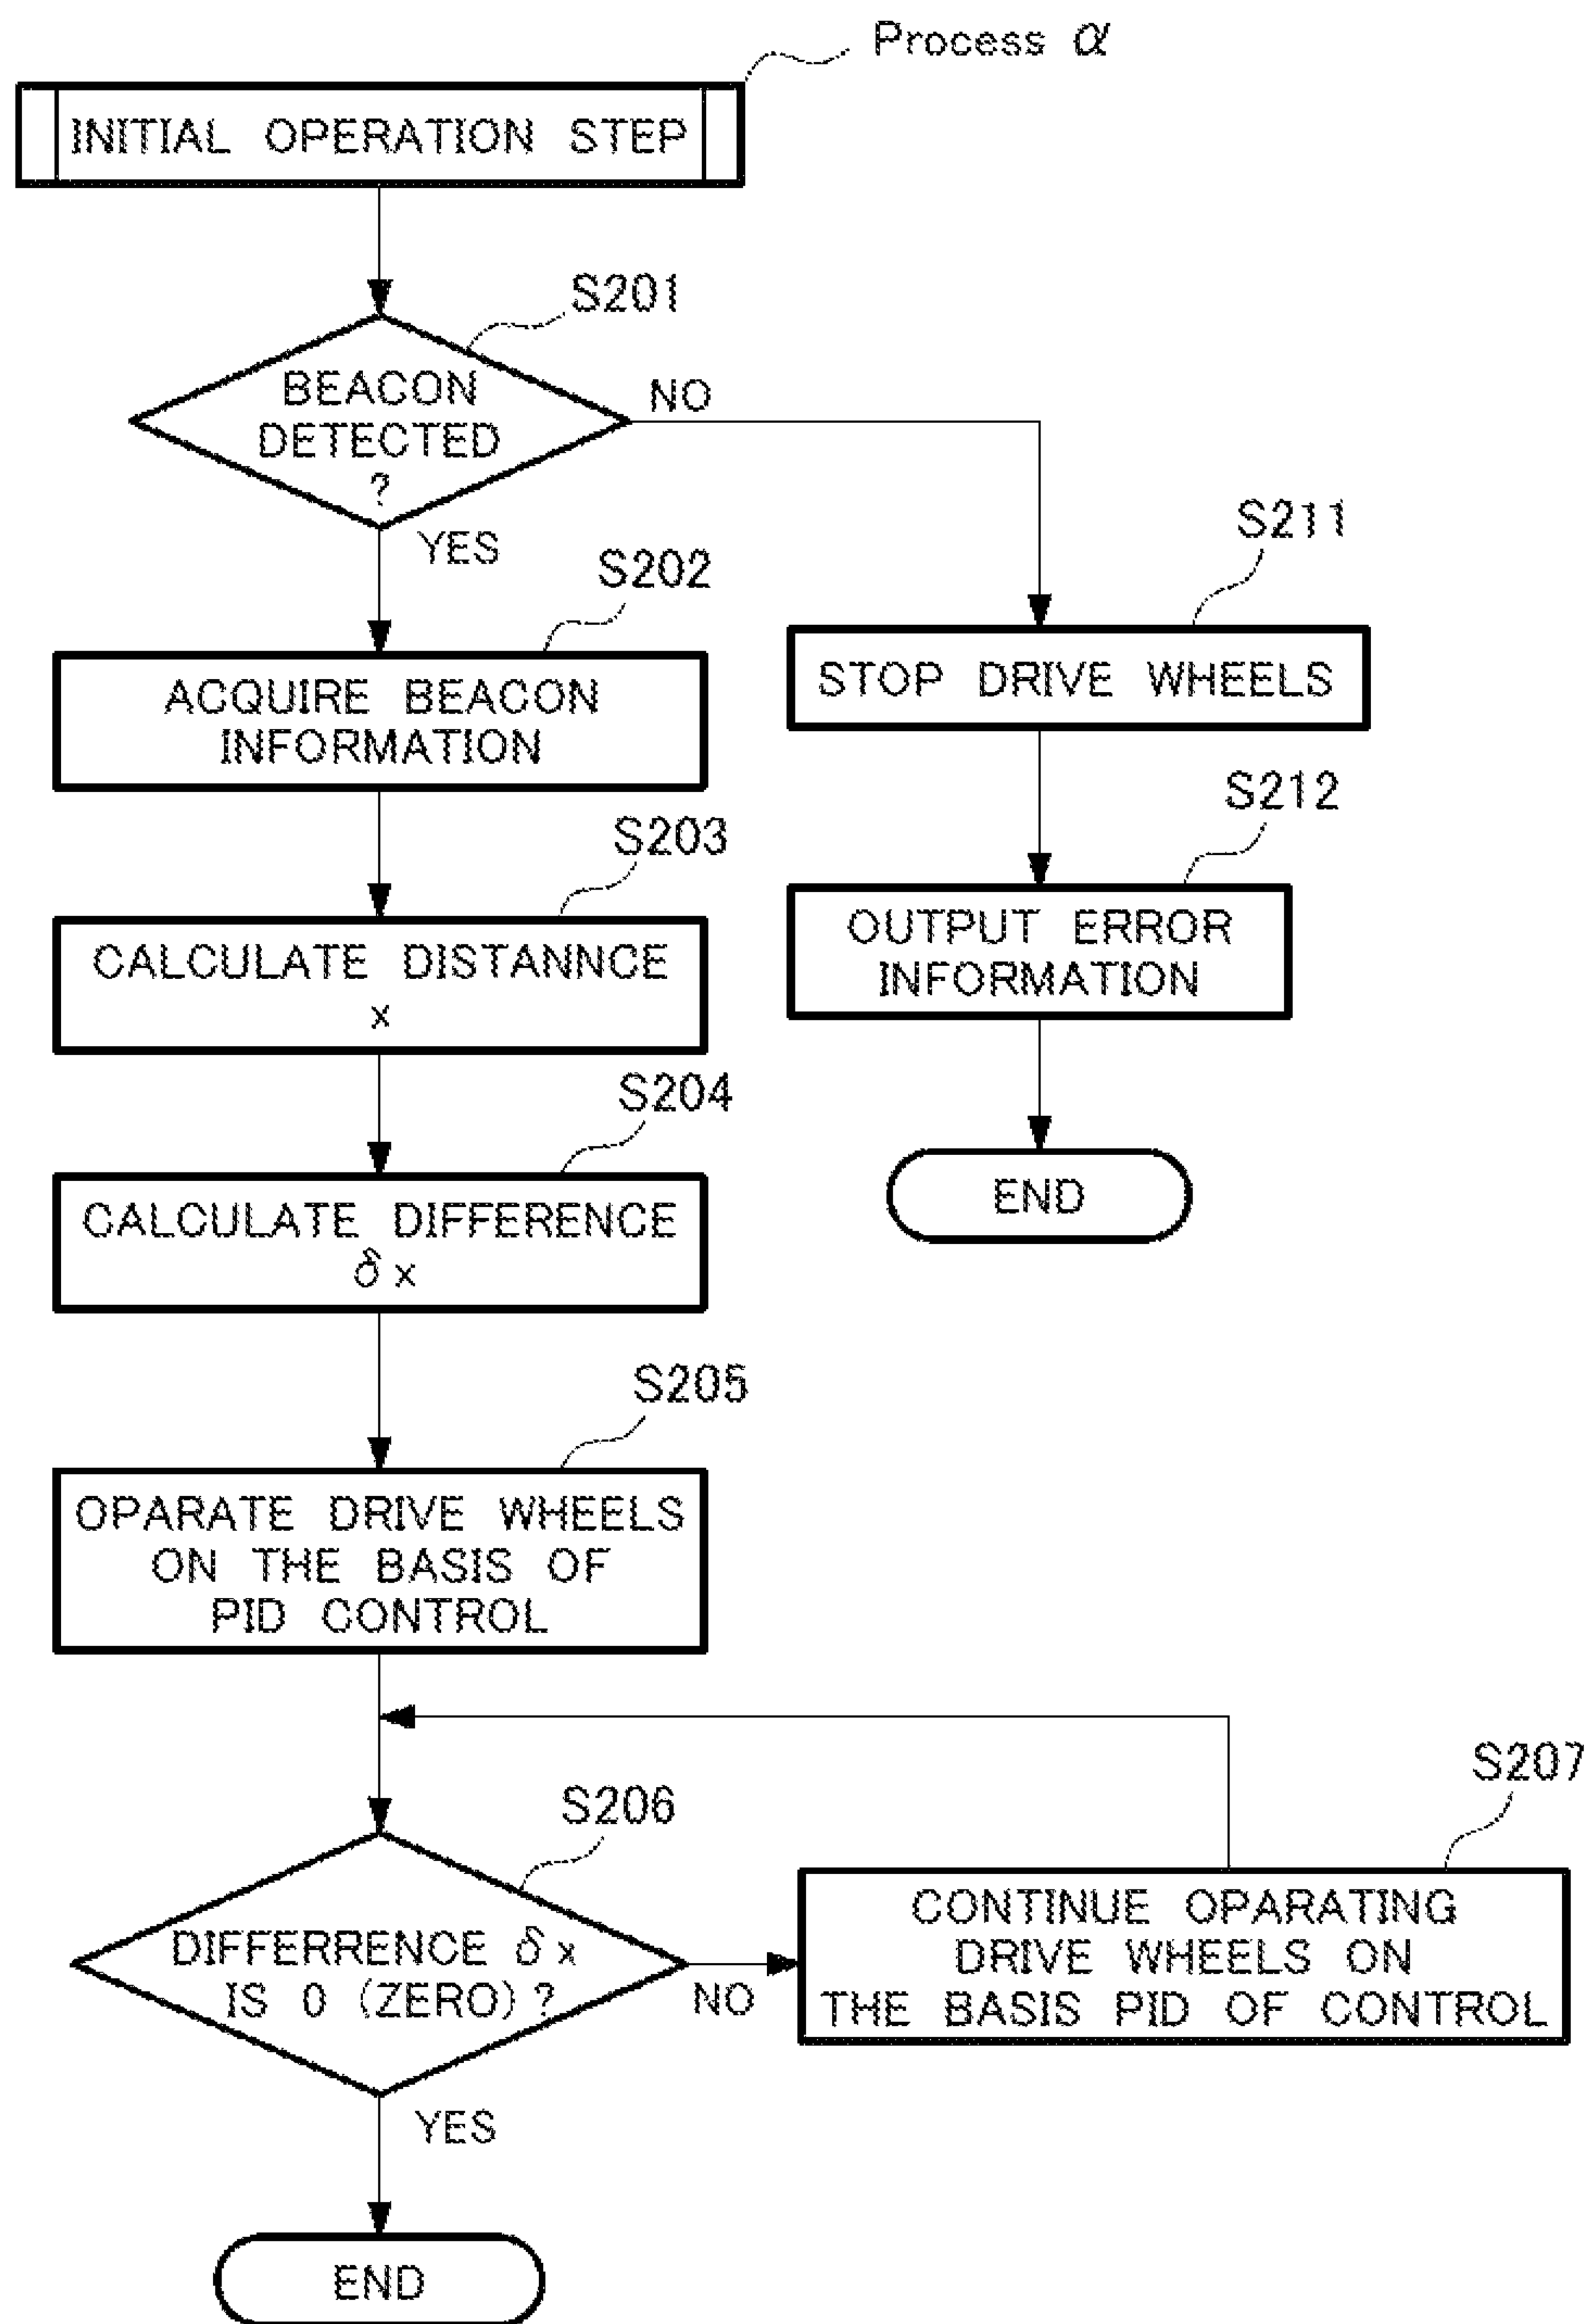 Process α
INITIAL OPERATION STEP
S201
BEACON
DETECTED
?
NO
YES
S202
ACQUIRE BEACON
INFORMATION
S203
CALCULATE DISTANNCE
x
S204
CALCULATE DIFFERENCE
δx
S205
OPARATE DRIVE WHEELS
ON THE BASIS OF
PID CONTROL
S206
DIFFERRENCE δx
IS 0 (ZERO)?
NO
YES
END
S207
CONTINUE OPARATING
DRIVE WHEELS ON
THE BASIS PID OF CONTROL
S211
STOP DRIVE WHEELS
S212
OUTPUT ERROR
INFORMATION
END